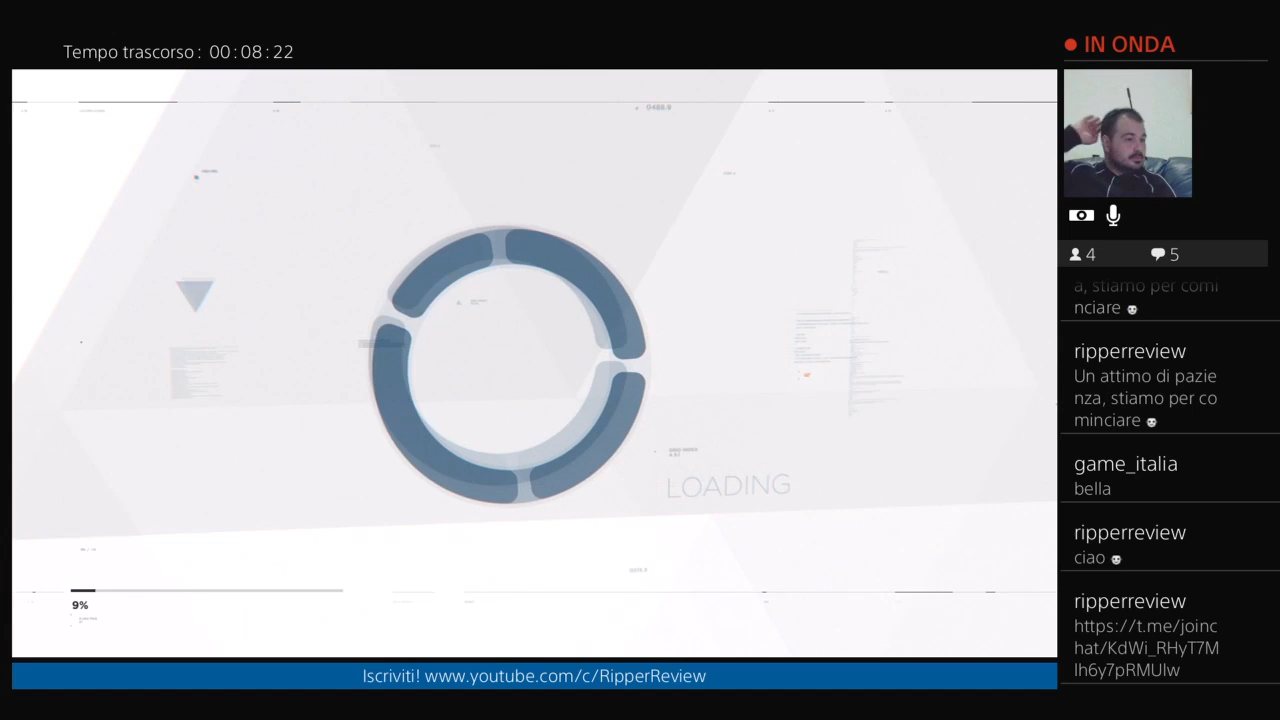 Tempo trascorso: 00:08:22
IN ONDA
4 5
a, stiamo per comi
nciare
ripperreview
Un attimo di pazie
nza, stiamo per co
minciare
game_italia
bella
ripperreview
ciao
ripperreview
https://t.me/joinc
hat/KdWi_RHyT7M
lh6y7pRMUlw
LOADING
9%
Iscriviti! www.youtube.com/c/RipperReview